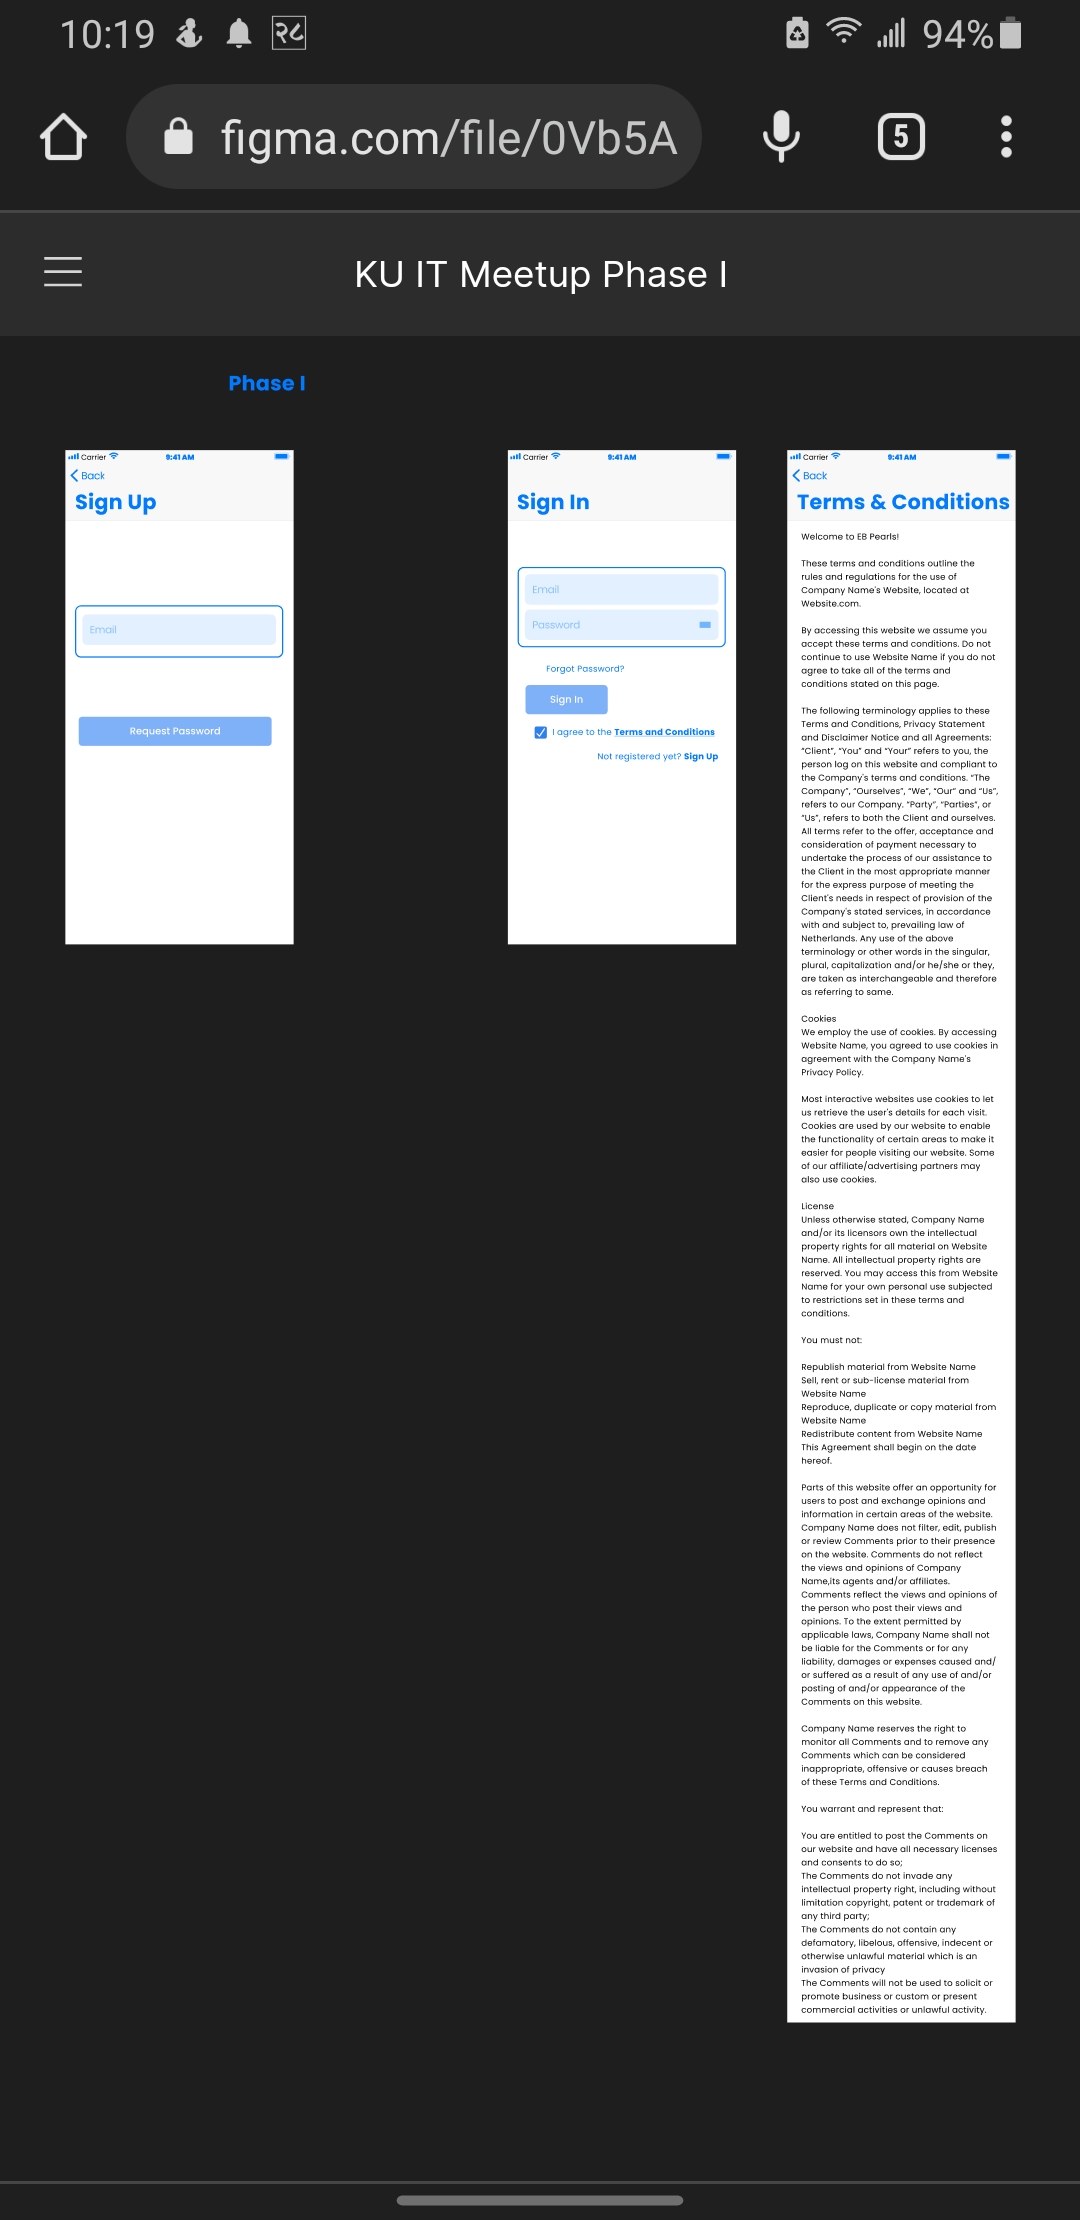 10:19
२८
94%
figma.com/file/0Vb5A
5
KU IT Meetup Phase I
Phase I
Carrier
9:41 AM
Back
Sign Up
Email
Request Password
Carrier
9:41 AM
Sign In
Email
Password
Forgot Password?
Sign In
I agree to the Terms and Conditions
Not registered yet? Sign Up
Carrier
9:41 AM
Back
Terms & Conditions
Welcome to EB Pearls!
These terms and conditions outline the
rules and regulations for the use of
Company Name's Website, located at
Website.com.
By accessing this website we assume you
accept these terms and conditions. Do not
continue to use Website Name if you do not
agree to take all of the terms and
conditions stated on this page.
The following terminology applies to these
Terms and Conditions, Privacy Statement
and Disclaimer Notice and all Agreements:
“Client”, “You” and “Your” refers to you, the
person log on this website and compliant to
the Company's terms and conditions. “The
Company”, “Ourselves”, “We”, “Our” and “Us”,
refers to our Company. “Party”, “Parties”, or
“Us”, refers to both the Client and ourselves.
All terms refer to the offer, acceptance and
consideration of payment necessary to
undertake the process of our assistance to
the Client in the most appropriate manner
for the express purpose of meeting the
Client's needs in respect of provision of the
Company's stated services, in accordance
with and subject to, prevailing law of
Netherlands. Any use of the above
terminology or other words in the singular,
plural, capitalization and/or he/she or they,
are taken as interchangeable and therefore
as referring to same.
Cookies
We employ the use of cookies. By accessing
Website Name, you agreed to use cookies in
agreement with the Company Name's
Privacy Policy.
Most interactive websites use cookies to let
us retrieve the user's details for each visit.
Cookies are used by our website to enable
the functionality of certain areas to make it
easier for people visiting our website. Some
of our affiliate/advertising partners may
also use cookies.
License
Unless otherwise stated, Company Name
and/or its licensors own the intellectual
property rights for all material on Website
Name. All intellectual property rights are
reserved. You may access this from Website
Name for your own personal use subjected
to restrictions set in these terms and
conditions.
You must not:
Republish material from Website Name
Sell, rent or sub-license material from
Website Name
Reproduce, duplicate or copy material from
Website Name
Redistribute content from Website Name
This Agreement shall begin on the date
hereof.
Parts of this website offer an opportunity for
users to post and exchange opinions and
information in certain areas of the website.
Company Name does not filter, edit, publish
or review Comments prior to their presence
on the website. Comments do not reflect
the views and opinions of Company
Name,its agents and/or affiliates.
Comments reflect the views and opinions of
the person who post their views and
opinions. To the extent permitted by
applicable laws, Company Name shall not
be liable for the Comments or for any
liability, damages or expenses caused and/
or suffered as a result of any use of and/or
posting of and/or appearance of the
Comments on this website.
Company Name reserves the right to
monitor all Comments and to remove any
Comments which can be considered
inappropriate, offensive or causes breach
of these Terms and Conditions.
You warrant and represent that:
You are entitled to post the Comments on
our website and have all necessary licenses
and consents to do so;
The Comments do not invade any
intellectual property right, including without
limitation copyright, patent or trademark of
any third party;
The Comments do not contain any
defamatory, libelous, offensive, indecent or
otherwise unlawful material which is an
invasion of privacy
The Comments will not be used to solicit or
promote business or custom or present
commercial activities or unlawful activity.